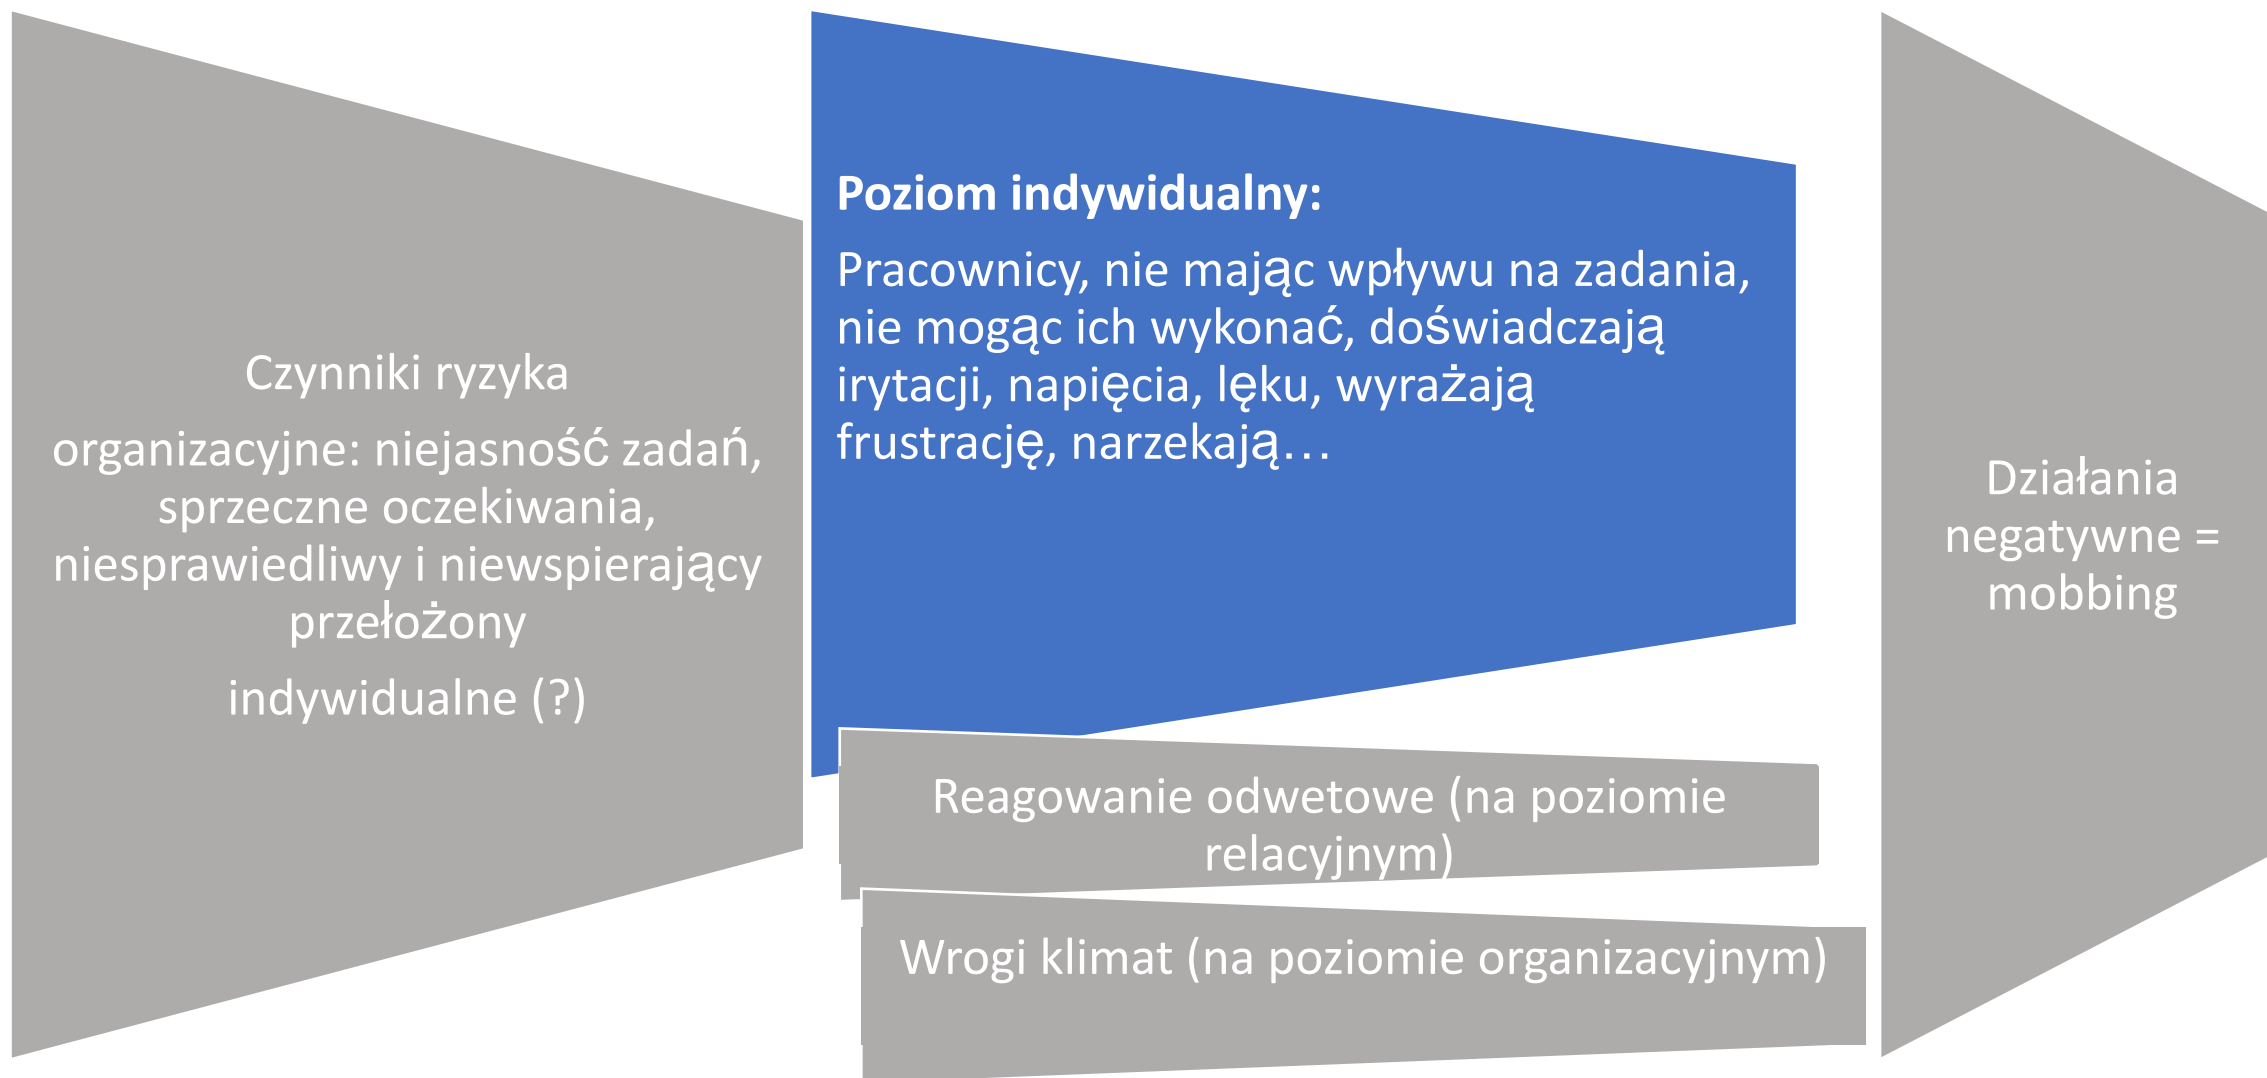 Czynniki ryzyka
organizacyjne: niejasność zadań,
sprzeczne oczekiwania,
niesprawiedliwy i niewspierający
przełożony
indywidualne (?)
Poziom indywidualny:
Pracownicy, nie mając wpływu na zadania,
nie mogąc ich wykonać, doświadczają
irytacji, napięcia, lęku, wyrażają
frustrację, narzekają…
Reagowanie odwetowe (na poziomie
relacyjnym)
Wrogi klimat (na poziomie organizacyjnym)
Działania
negatywne =
mobbing